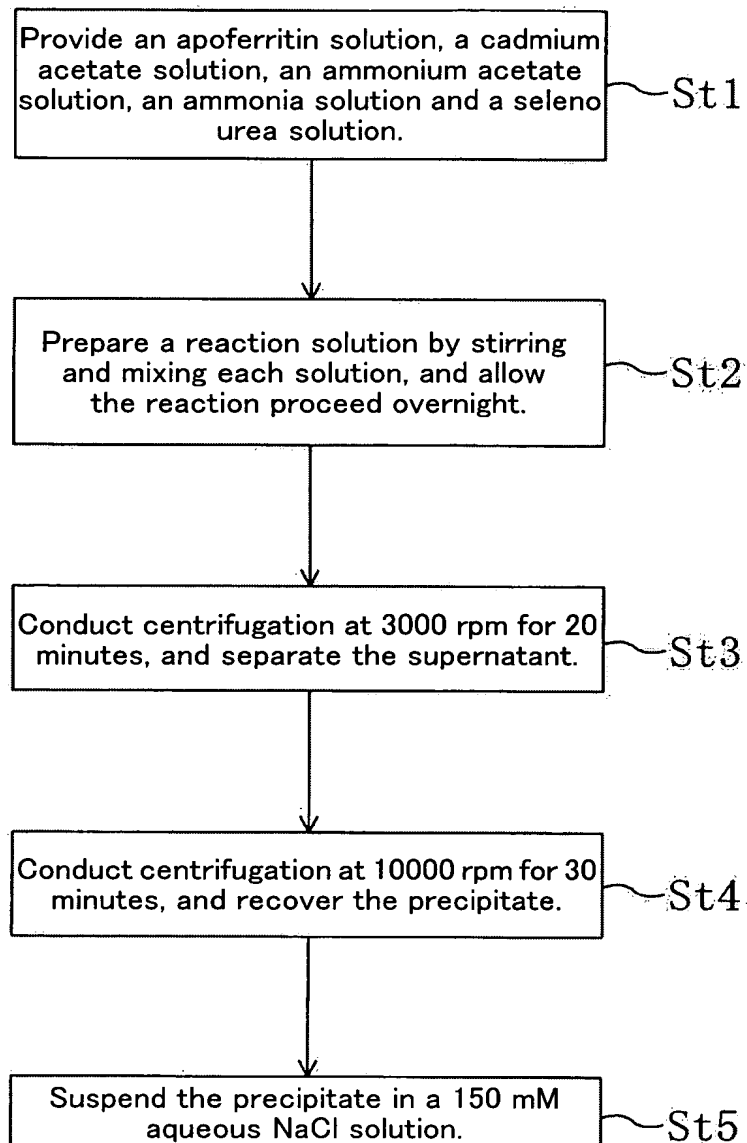 Provide an apoferritin solution, a cadmium
acetate solution, an ammonium acetate
solution, an ammonia solution and a seleno
urea solution.
St1
Prepare a reaction solution by stirring
and mixing each solution, and allow
the reaction proceed overnight.
St2
Conduct centrifugation at 3000 rpm for 20
minutes, and separate the supernatant.
St3
Conduct centrifugation at 10000 rpm for 30
minutes, and recover the precipitate.
St4
Suspend the precipitate in a 150 mM
aqueous NaCl solution.
St5